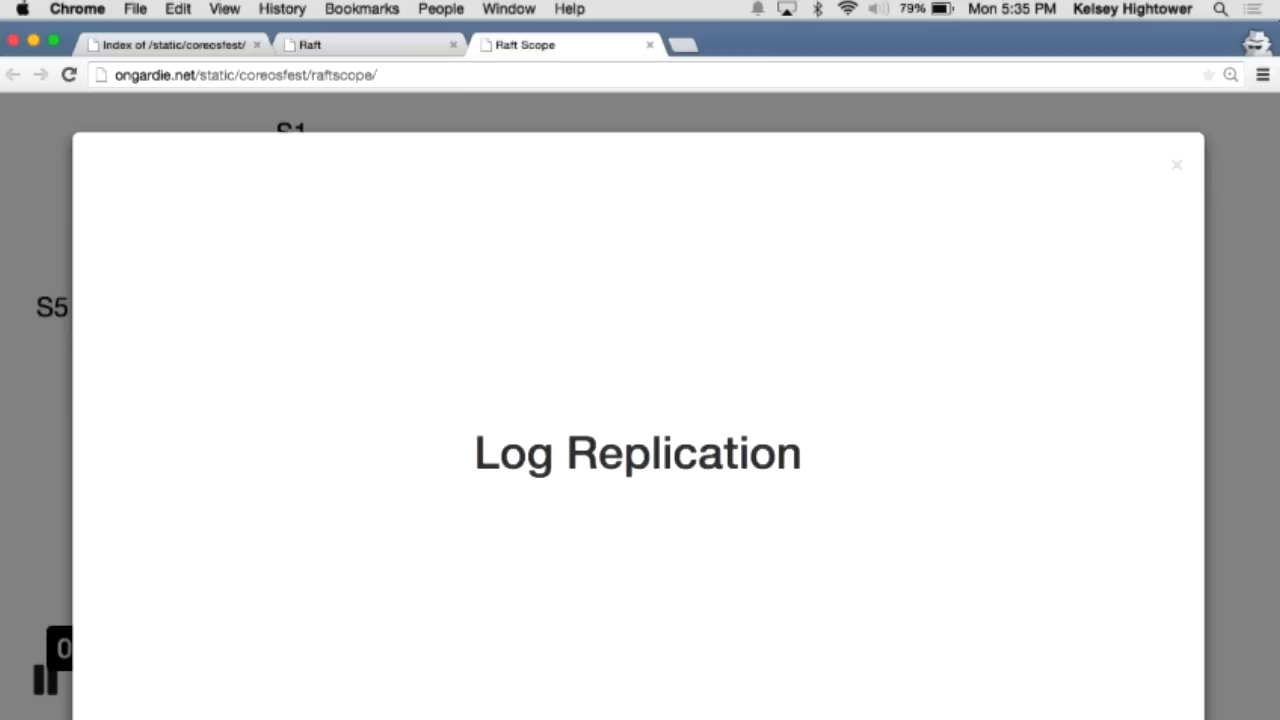 Chrome File Edit View History Bookmarks People Window Help 79% Mon 5:35 PM Kelsey Hightower
Index of /static/coreosfest/ Raft Raft Scope
ongardie.net/static/coreosfest/raftscope/
S1
S5
Log Replication
0